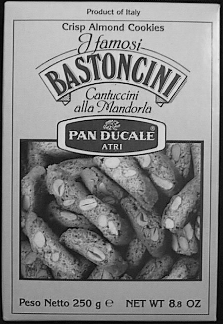 Product of Italy
Crisp Almond Cookies
I famosi
BASTONCINI
Cantuccini
alla Mandorla
PAN DUCALE
ATRI
Peso Netto 250 g e NET WT 8.8 OZ